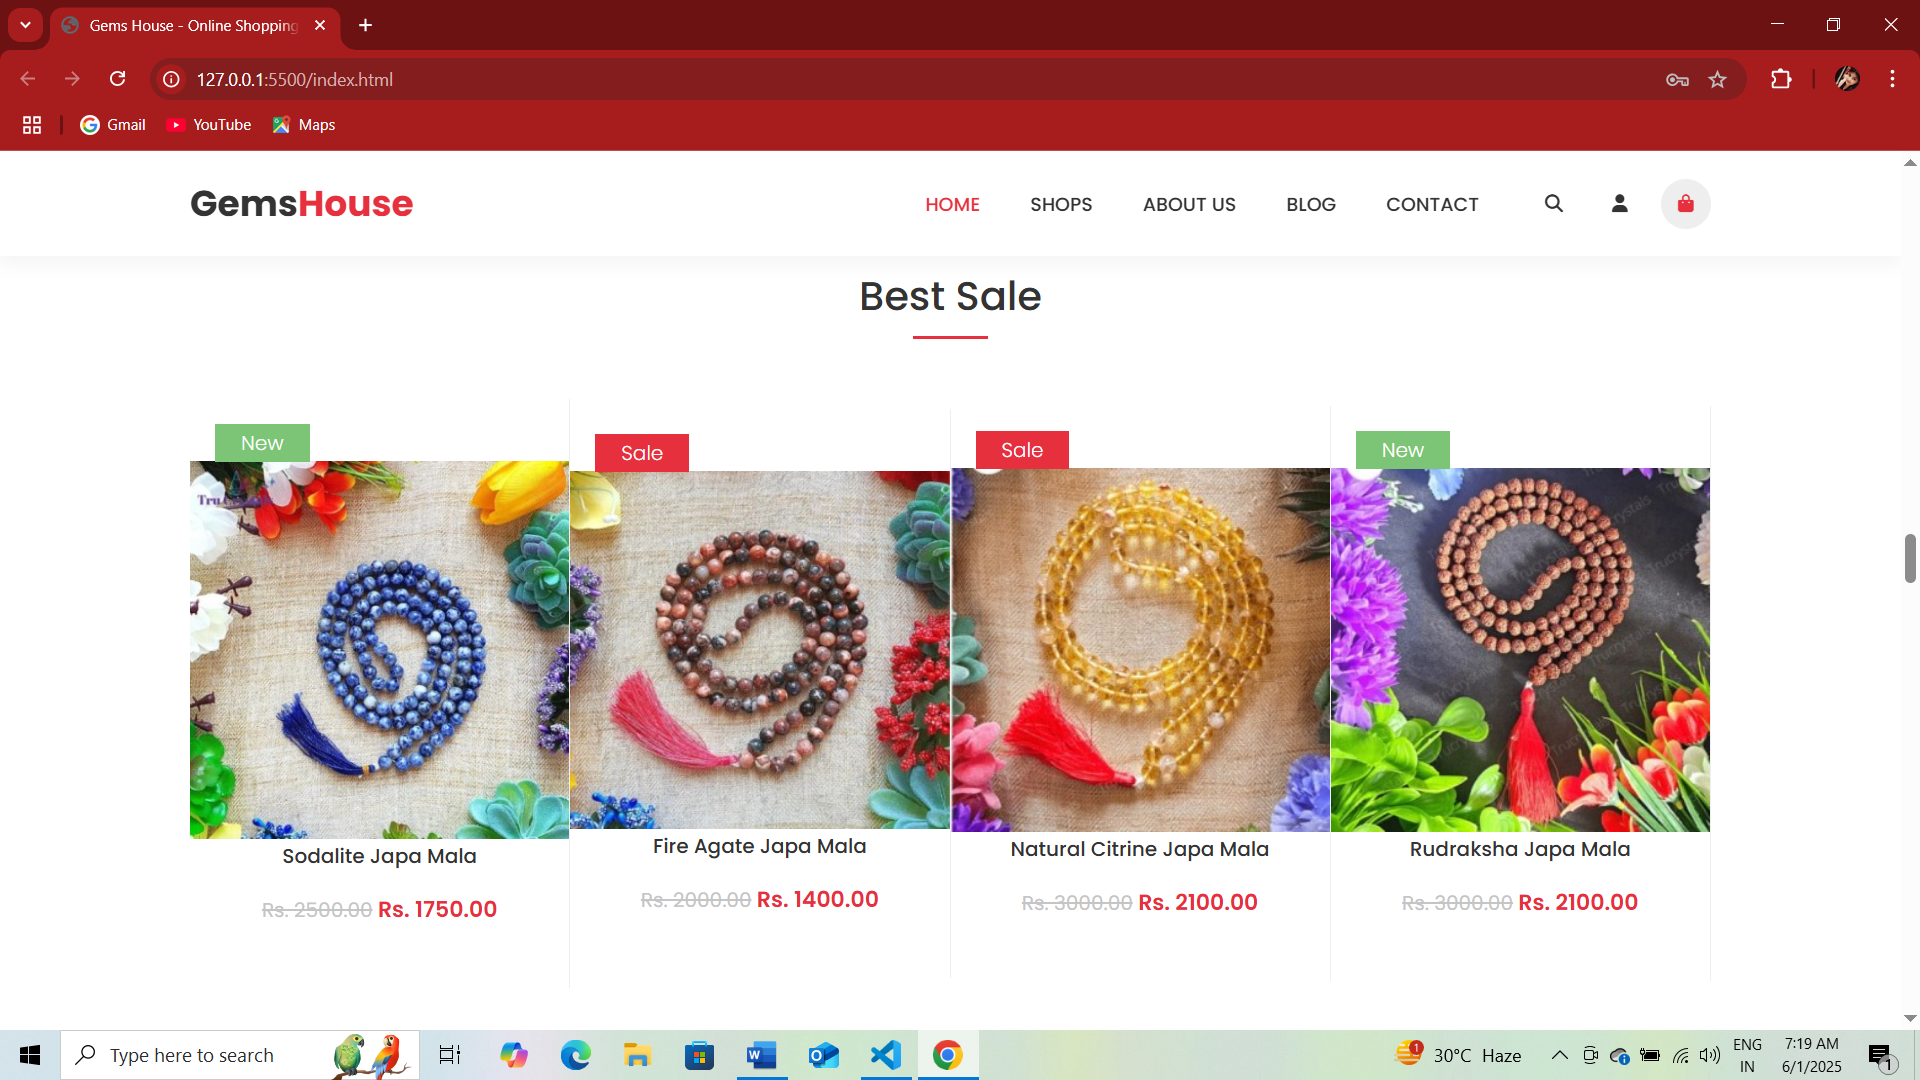 Gems House - Online Shopping
127.0.0.1:5500/index.html
Gmail
YouTube
Maps
GemsHouse
HOME
SHOPS
ABOUT US
BLOG
CONTACT
Best Sale
New
Sale
Sale
New
Sodalite Japa Mala
Rs. 2500.00 Rs. 1750.00
Fire Agate Japa Mala
Rs. 2000.00 Rs. 1400.00
Natural Citrine Japa Mala
Rs. 3000.00 Rs. 2100.00
Rudraksha Japa Mala
Rs. 3000.00 Rs. 2100.00
Type here to search
1
30°C Haze
ENG
IN
7:19 AM
6/1/2025
1